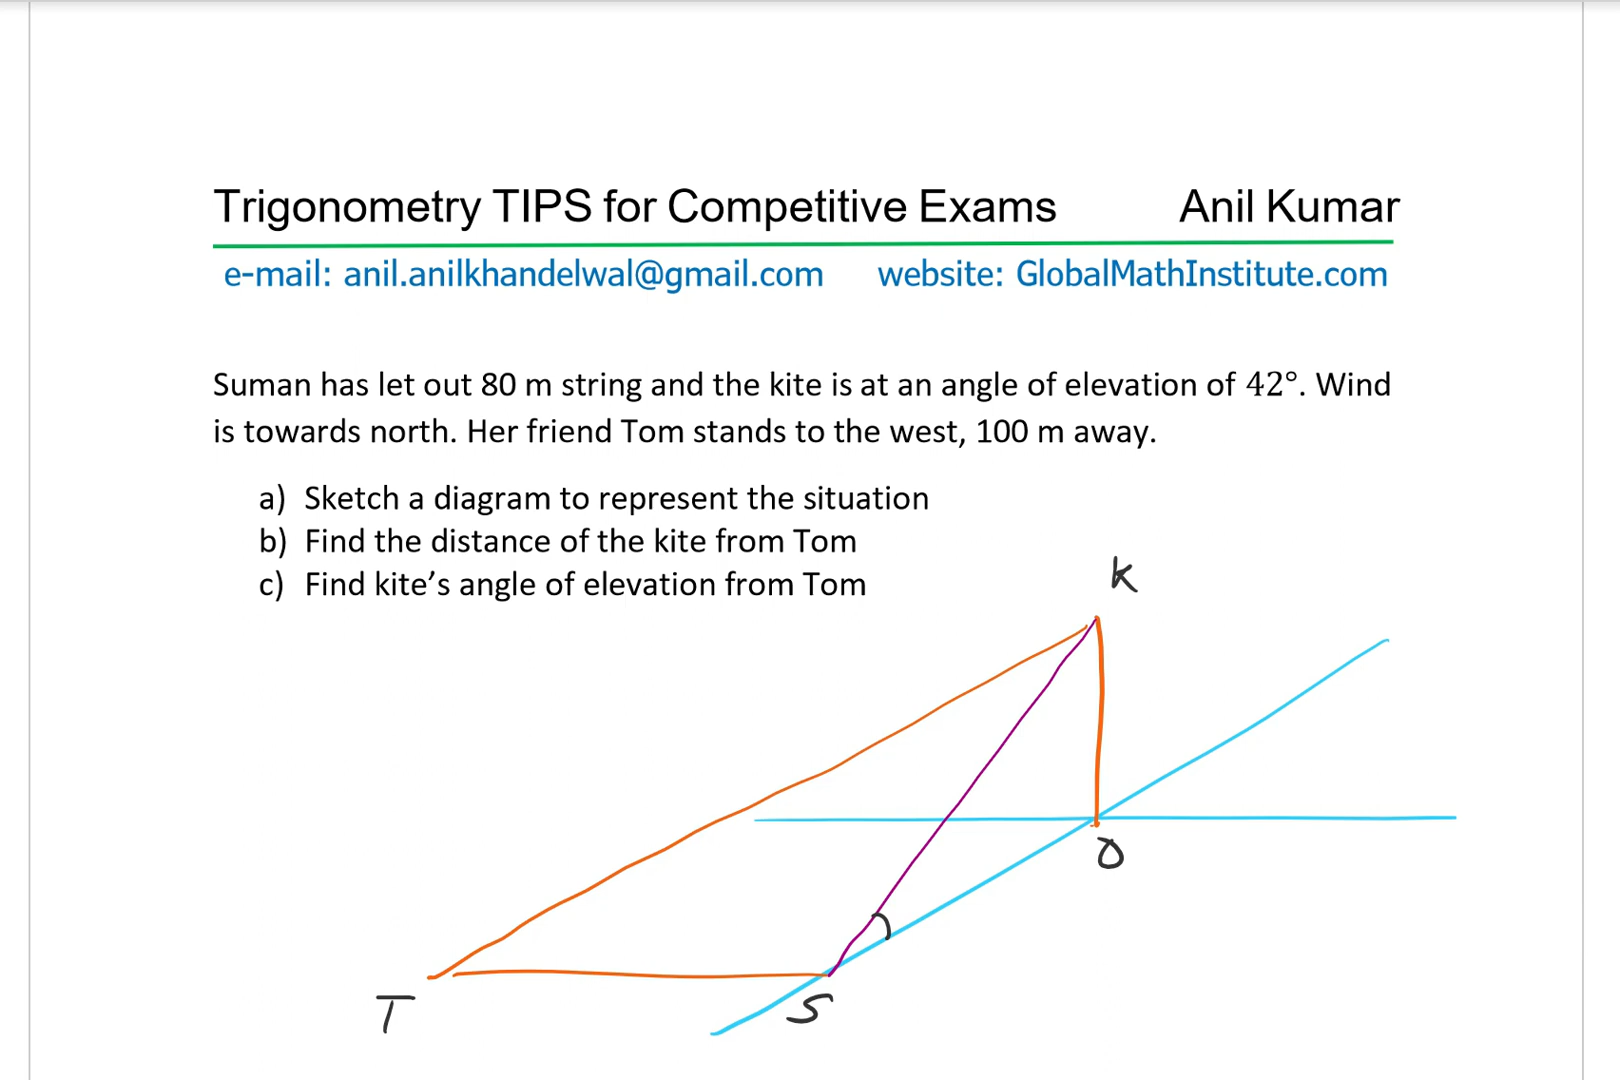 Trigonometry TIPS for Competitive Exams Anil Kumar
e-mail: anil.anilkhandelwal@gmail.com website: GlobalMathInstitute.com
Suman has let out 80 m string and the kite is at an angle of elevation of 42°. Wind
is towards north. Her friend Tom stands to the west, 100 m away.
a) Sketch a diagram to represent the situation
b) Find the distance of the kite from Tom
c) Find kite’s angle of elevation from Tom
K
O
T
S